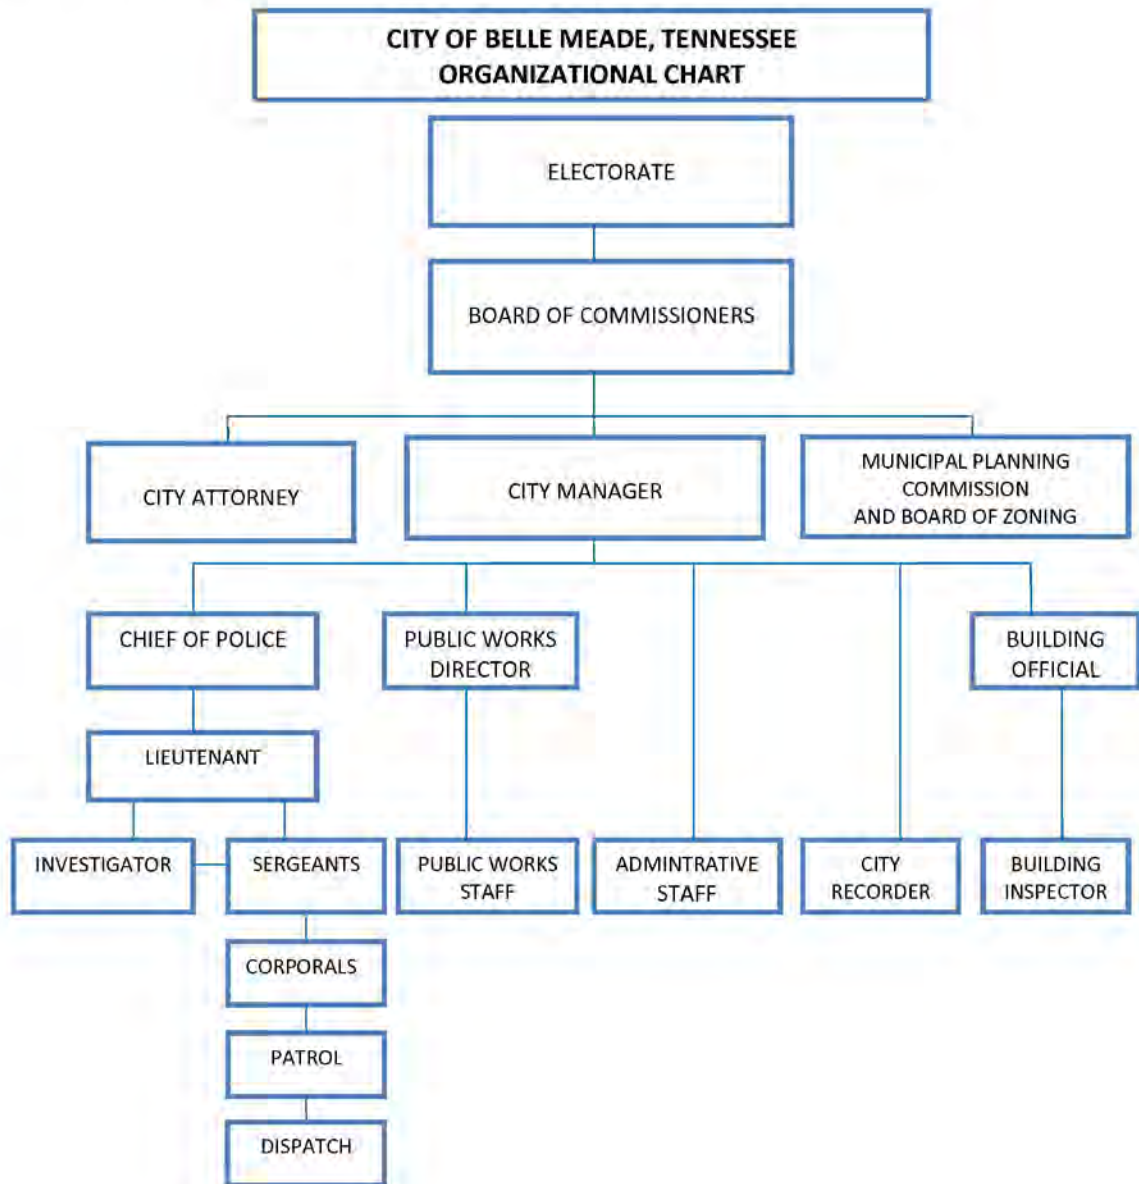 CITY OF BELLE MEADE, TENNESSEE
ORGANIZATIONAL CHART
ELECTORATE
BOARD OF COMMISSIONERS
CITY ATTORNEY
CITY MANAGER
MUNICIPAL PLANNING
COMMISSION
AND BOARD OF ZONING
CHIEF OF POLICE
PUBLIC WORKS
DIRECTOR
BUILDING
OFFICIAL
LIEUTENANT
INVESTIGATOR
SERGEANTS
PUBLIC WORKS
STAFF
ADMINTRATIVE
STAFF
CITY
RECORDER
BUILDING
INSPECTOR
CORPORALS
PATROL
DISPATCH